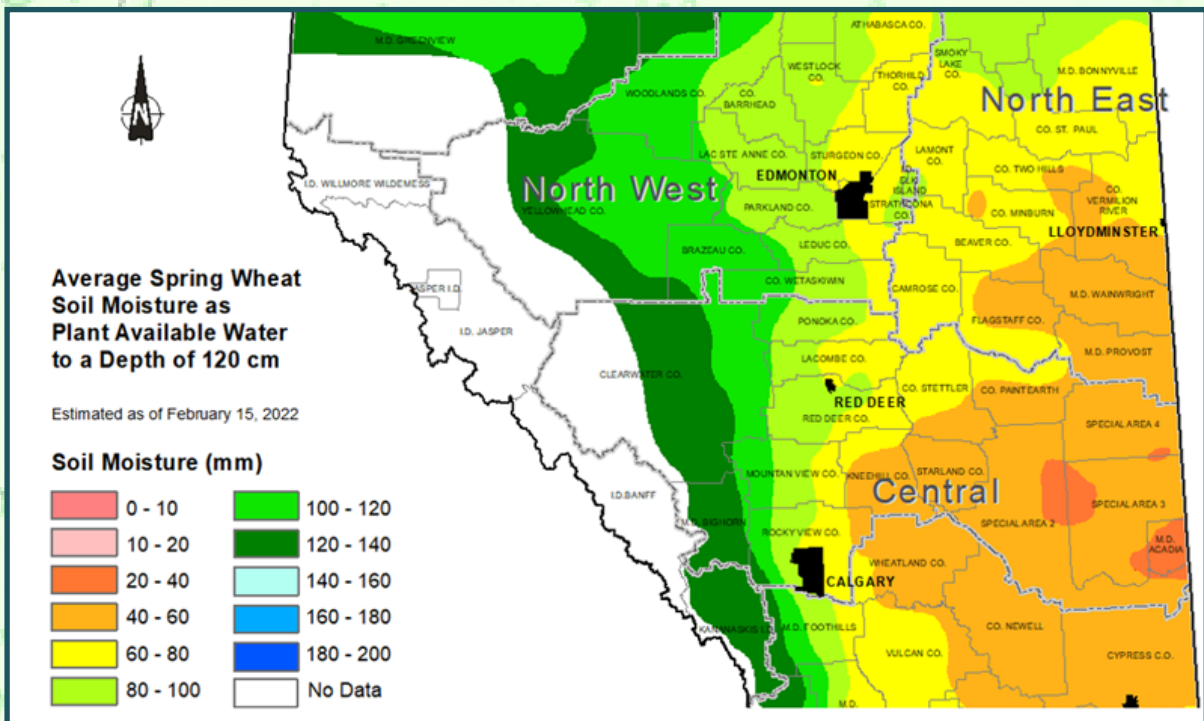 M.D. GREENVIEW
ATHABASCA CO.
SMOKY
LAKE
CO.
WESTLOCK
CO.
M.D. BONNYVILLE
THORHILD
CO.
WOODLANDS CO.
CO.
BARRHEAD
North East
N
CO. ST. PAUL
LAMONT
CO.
LAC STE ANNE CO.
STURGEON CO.
CO. TWO HILLS
EDMONTON
I.D. WILLMORE WILDERNESS
North West
ELK
ISLAND
CO.
VERMILION
RIVER
YELLOWHEAD CO.
PARKLAND CO.
STRATHCONA
CO.
CO. MINBURN
LLOYDMINSTER
BRAZEAU CO.
LEDUC CO.
BEAVER CO.
Average Spring Wheat
Soil Moisture as
Plant Available Water
to a Depth of 120 cm
CO. WETASKIWIN
CAMROSE CO.
JASPER I.D.
M.D. WAINWRIGHT
PONOKA CO.
FLAGSTAFF CO.
I.D. JASPER
M.D. PROVOST
LACOMBE CO.
CLEARWATER CO.
CO. STETTLER
CO. PAINTEARTH
RED DEER
Estimated as of February 15, 2022
RED DEER CO.
SPECIAL AREA 4
Soil Moisture (mm)
MOUNTAIN VIEW CO.
KNEEHILL CO.
STARLAND CO.
I.D. BANFF
Central
SPECIAL AREA 3
0 - 10
100 - 120
M.D. BIGHORN
SPECIAL AREA 2
10 - 20
120 - 140
ROCKY VIEW CO.
M.D.
ACADIA
20 - 40
140 - 160
WHEATLAND CO.
CALGARY
40 - 60
160 - 180
KANANASKIS I.D.
M.D. FOOTHILLS
CO. NEWELL
60 - 80
180 - 200
VULCAN CO.
CYPRESS C.O.
80 - 100
No Data
M.D.